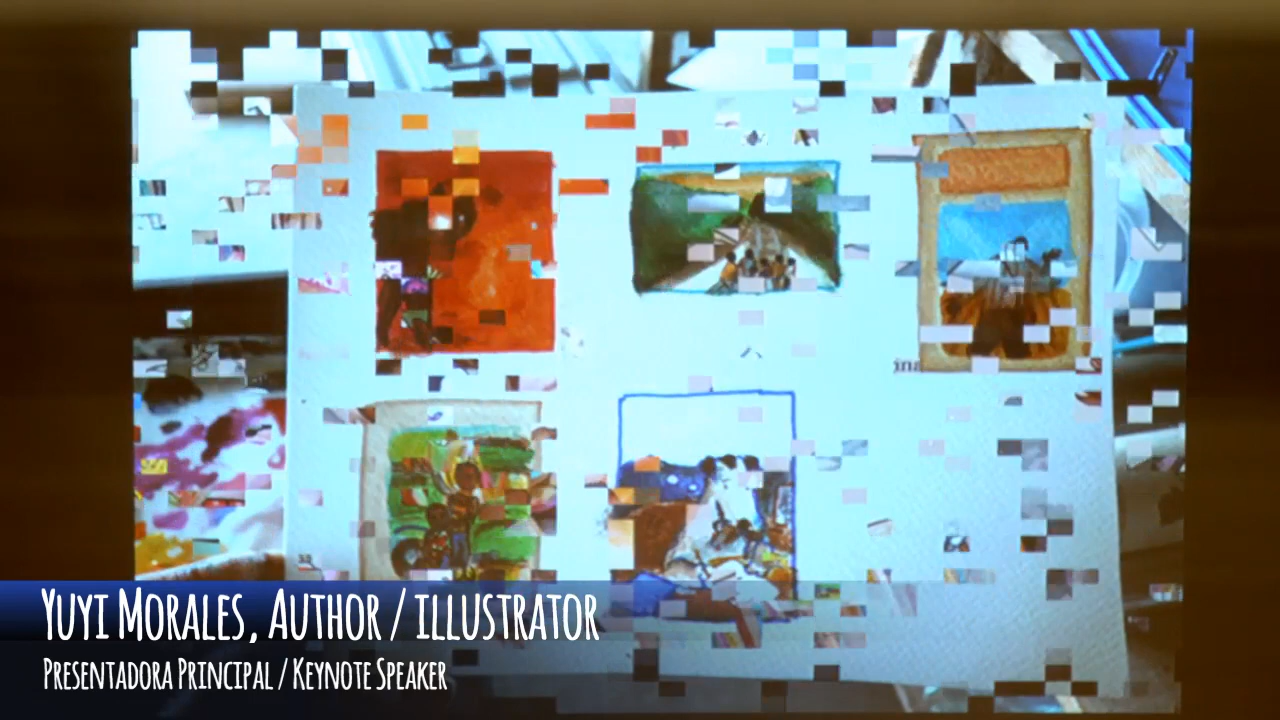 Yuyi Morales, Author / illustrator
Presentadora Principal / Keynote Speaker